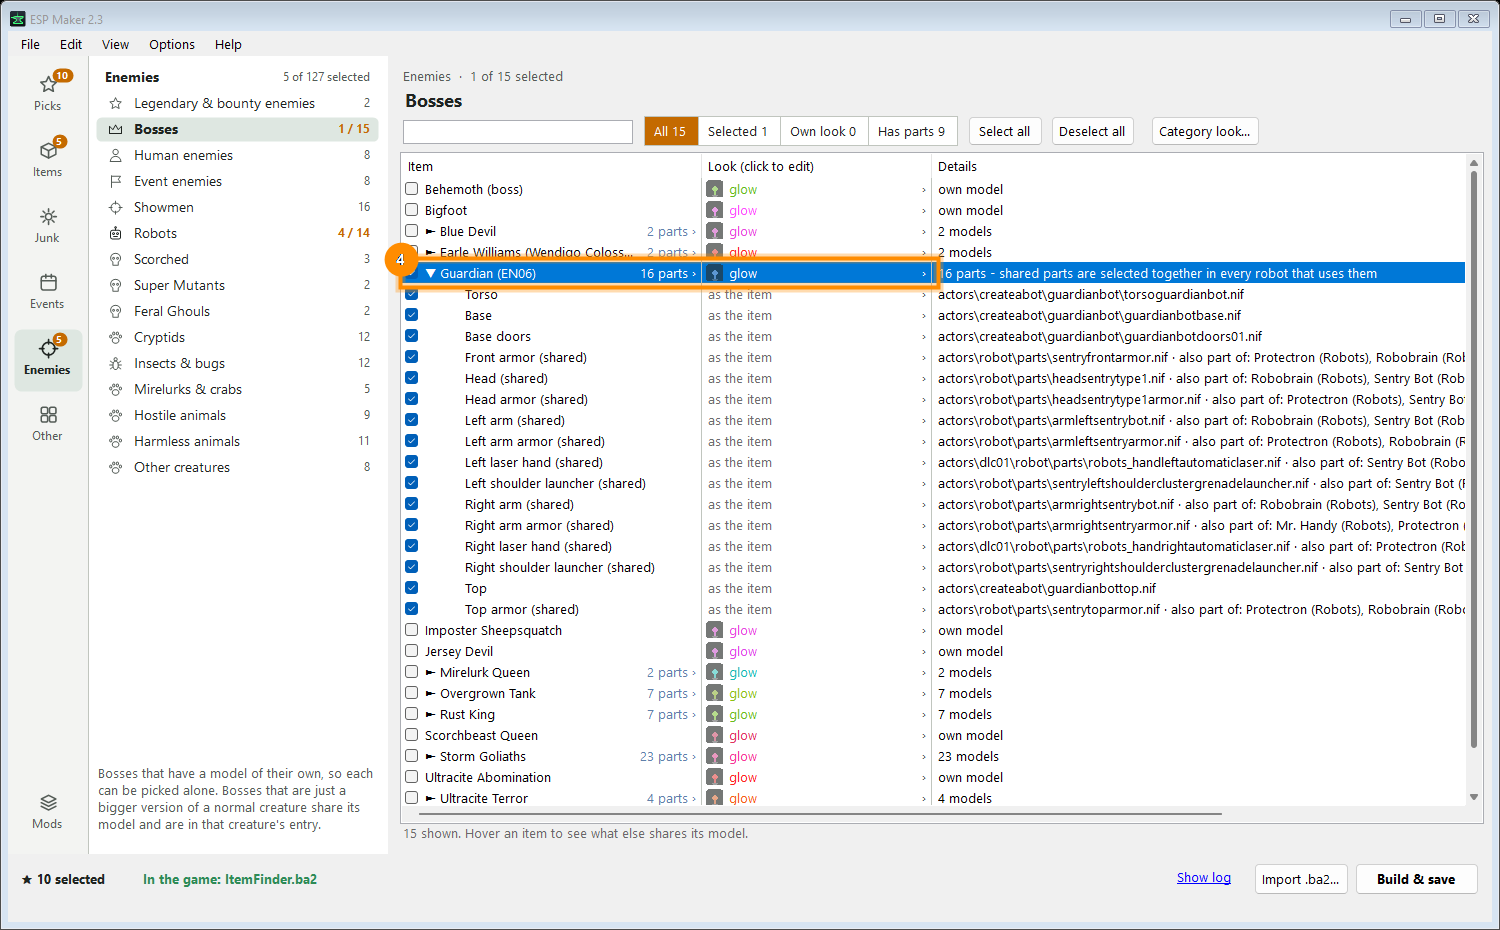 ESP Maker 2.3
File Edit View Options Help
10
Picks
5
Items
Junk
Events
5
Enemies
Other
Mods
Enemies 5 of 127 selected
Legendary & bounty enemies 2
Bosses 1 / 15
Human enemies 8
Event enemies 8
Showmen 16
Robots 4 / 14
Scorched 3
Super Mutants 2
Feral Ghouls 2
Cryptids 12
Insects & bugs 12
Mirelurks & crabs 5
Hostile animals 9
Harmless animals 11
Other creatures 8
Bosses that have a model of their own, so each
can be picked alone. Bosses that are just a
bigger version of a normal creature share its
model and are in that creature's entry.
Enemies · 1 of 15 selected
Bosses
All 15 Selected 1 Own look 0 Has parts 9 Select all Deselect all Category look...
Item Look (click to edit) Details
Behemoth (boss) glow › own model
Bigfoot glow › own model
► Blue Devil 2 parts › glow › 2 models
► Earle Williams (Wendigo Coloss... 2 parts › glow › 2 models
4
▼ Guardian (EN06) 16 parts › glow › 16 parts - shared parts are selected together in every robot that uses them
Torso as the item › actors\createabot\guardianbot\torsoguardianbot.nif
Base as the item › actors\createabot\guardianbot\guardianbotbase.nif
Base doors as the item › actors\createabot\guardianbot\guardianbotdoors01.nif
Front armor (shared) as the item › actors\robot\parts\sentryfrontarmor.nif · also part of: Protectron (Robots), Robobrain (Rob
Head (shared) as the item › actors\robot\parts\headsentrytype1.nif · also part of: Robobrain (Robots), Sentry Bot (Rob
Head armor (shared) as the item › actors\robot\parts\headsentrytype1armor.nif · also part of: Protectron (Robots), Sentry Bo
Left arm (shared) as the item › actors\robot\parts\armleftsentrybot.nif · also part of: Robobrain (Robots), Sentry Bot (Ro
Left arm armor (shared) as the item › actors\robot\parts\armleftsentryarmor.nif · also part of: Protectron (Robots), Robobrain (R
Left laser hand (shared) as the item › actors\dlc01\robot\parts\robots_handleftautomaticlaser.nif · also part of: Sentry Bot (Robo
Left shoulder launcher (shared) as the item › actors\robot\parts\sentryleftshoulderclustergrenadelauncher.nif · also part of: Sentry Bot (
Right arm (shared) as the item › actors\robot\parts\armrightsentrybot.nif · also part of: Robobrain (Robots), Sentry Bot (R
Right arm armor (shared) as the item › actors\robot\parts\armrightsentryarmor.nif · also part of: Mr. Handy (Robots), Protectron (
Right laser hand (shared) as the item › actors\dlc01\robot\parts\robots_handrightautomaticlaser.nif · also part of: Protectron (Rob
Right shoulder launcher (shared) as the item › actors\robot\parts\sentryrightshoulderclustergrenadelauncher.nif · also part of: Sentry Bot
Top as the item › actors\createabot\guardianbottop.nif
Top armor (shared) as the item › actors\robot\parts\sentrytoparmor.nif · also part of: Protectron (Robots), Robobrain (Robo
Imposter Sheepsquatch glow › own model
Jersey Devil glow › own model
► Mirelurk Queen 2 parts › glow › 2 models
► Overgrown Tank 7 parts › glow › 7 models
► Rust King 7 parts › glow › 7 models
Scorchbeast Queen glow › own model
► Storm Goliaths 23 parts › glow › 23 models
Ultracite Abomination glow › own model
► Ultracite Terror 4 parts › glow › 4 models
15 shown. Hover an item to see what else shares its model.
★ 10 selected In the game: ItemFinder.ba2 Show log Import .ba2... Build & save